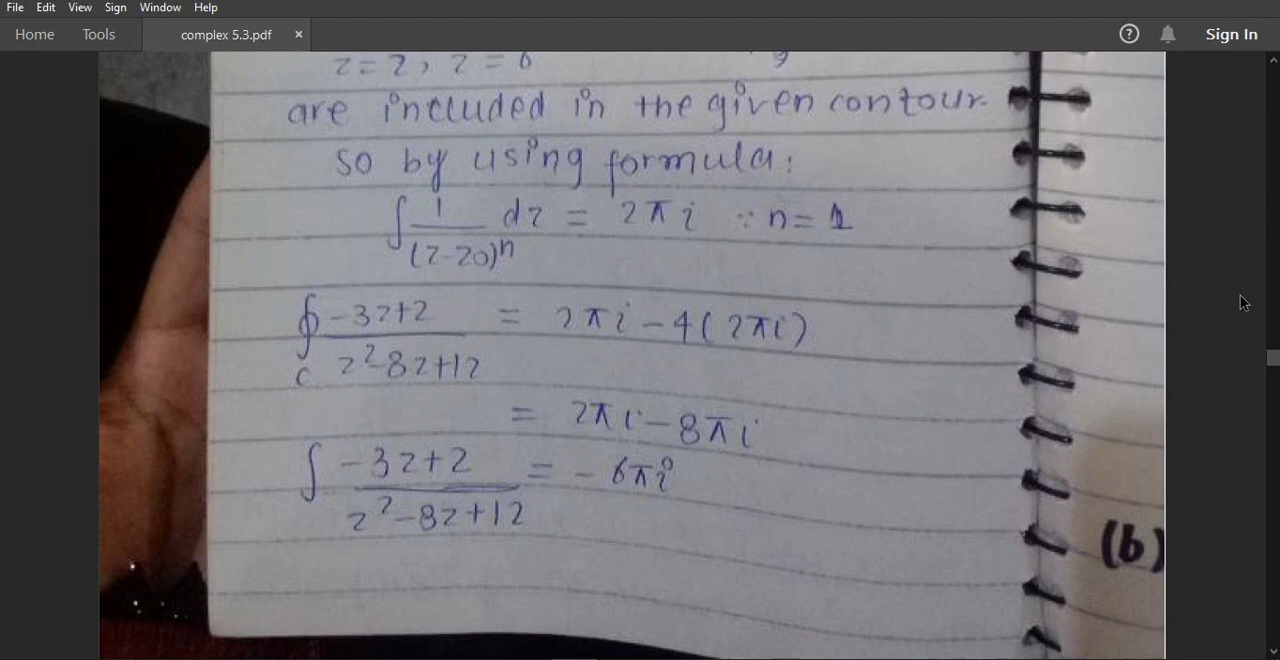 File Edit View Sign Window Help
Home Tools complex 5.3.pdf × ? Sign In
z=2, z=6
are included in the given contour.
so by using formula:
∫ 1/(z-z0)^n dz = 2πi ∵ n=1
∮c -3z+2/z²-8z+12 = 2πi-4(2πi)
= 2πi-8πi
∫ -3z+2/z²-8z+12 = -6πi
(b)